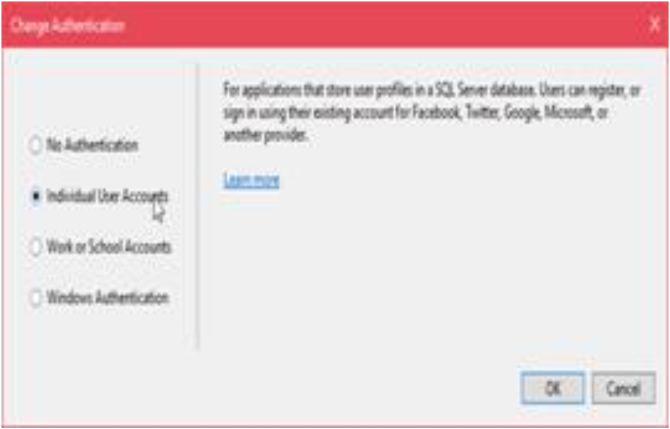 Change Authentication X
For applications that store user profiles in a SQL Server database. Users can register, or
sign in using their existing account for Facebook, Twitter, Google, Microsoft, or
another provider.
Learn more
No Authentication
Individual User Accounts
Work or School Accounts
Windows Authentication
OK Cancel